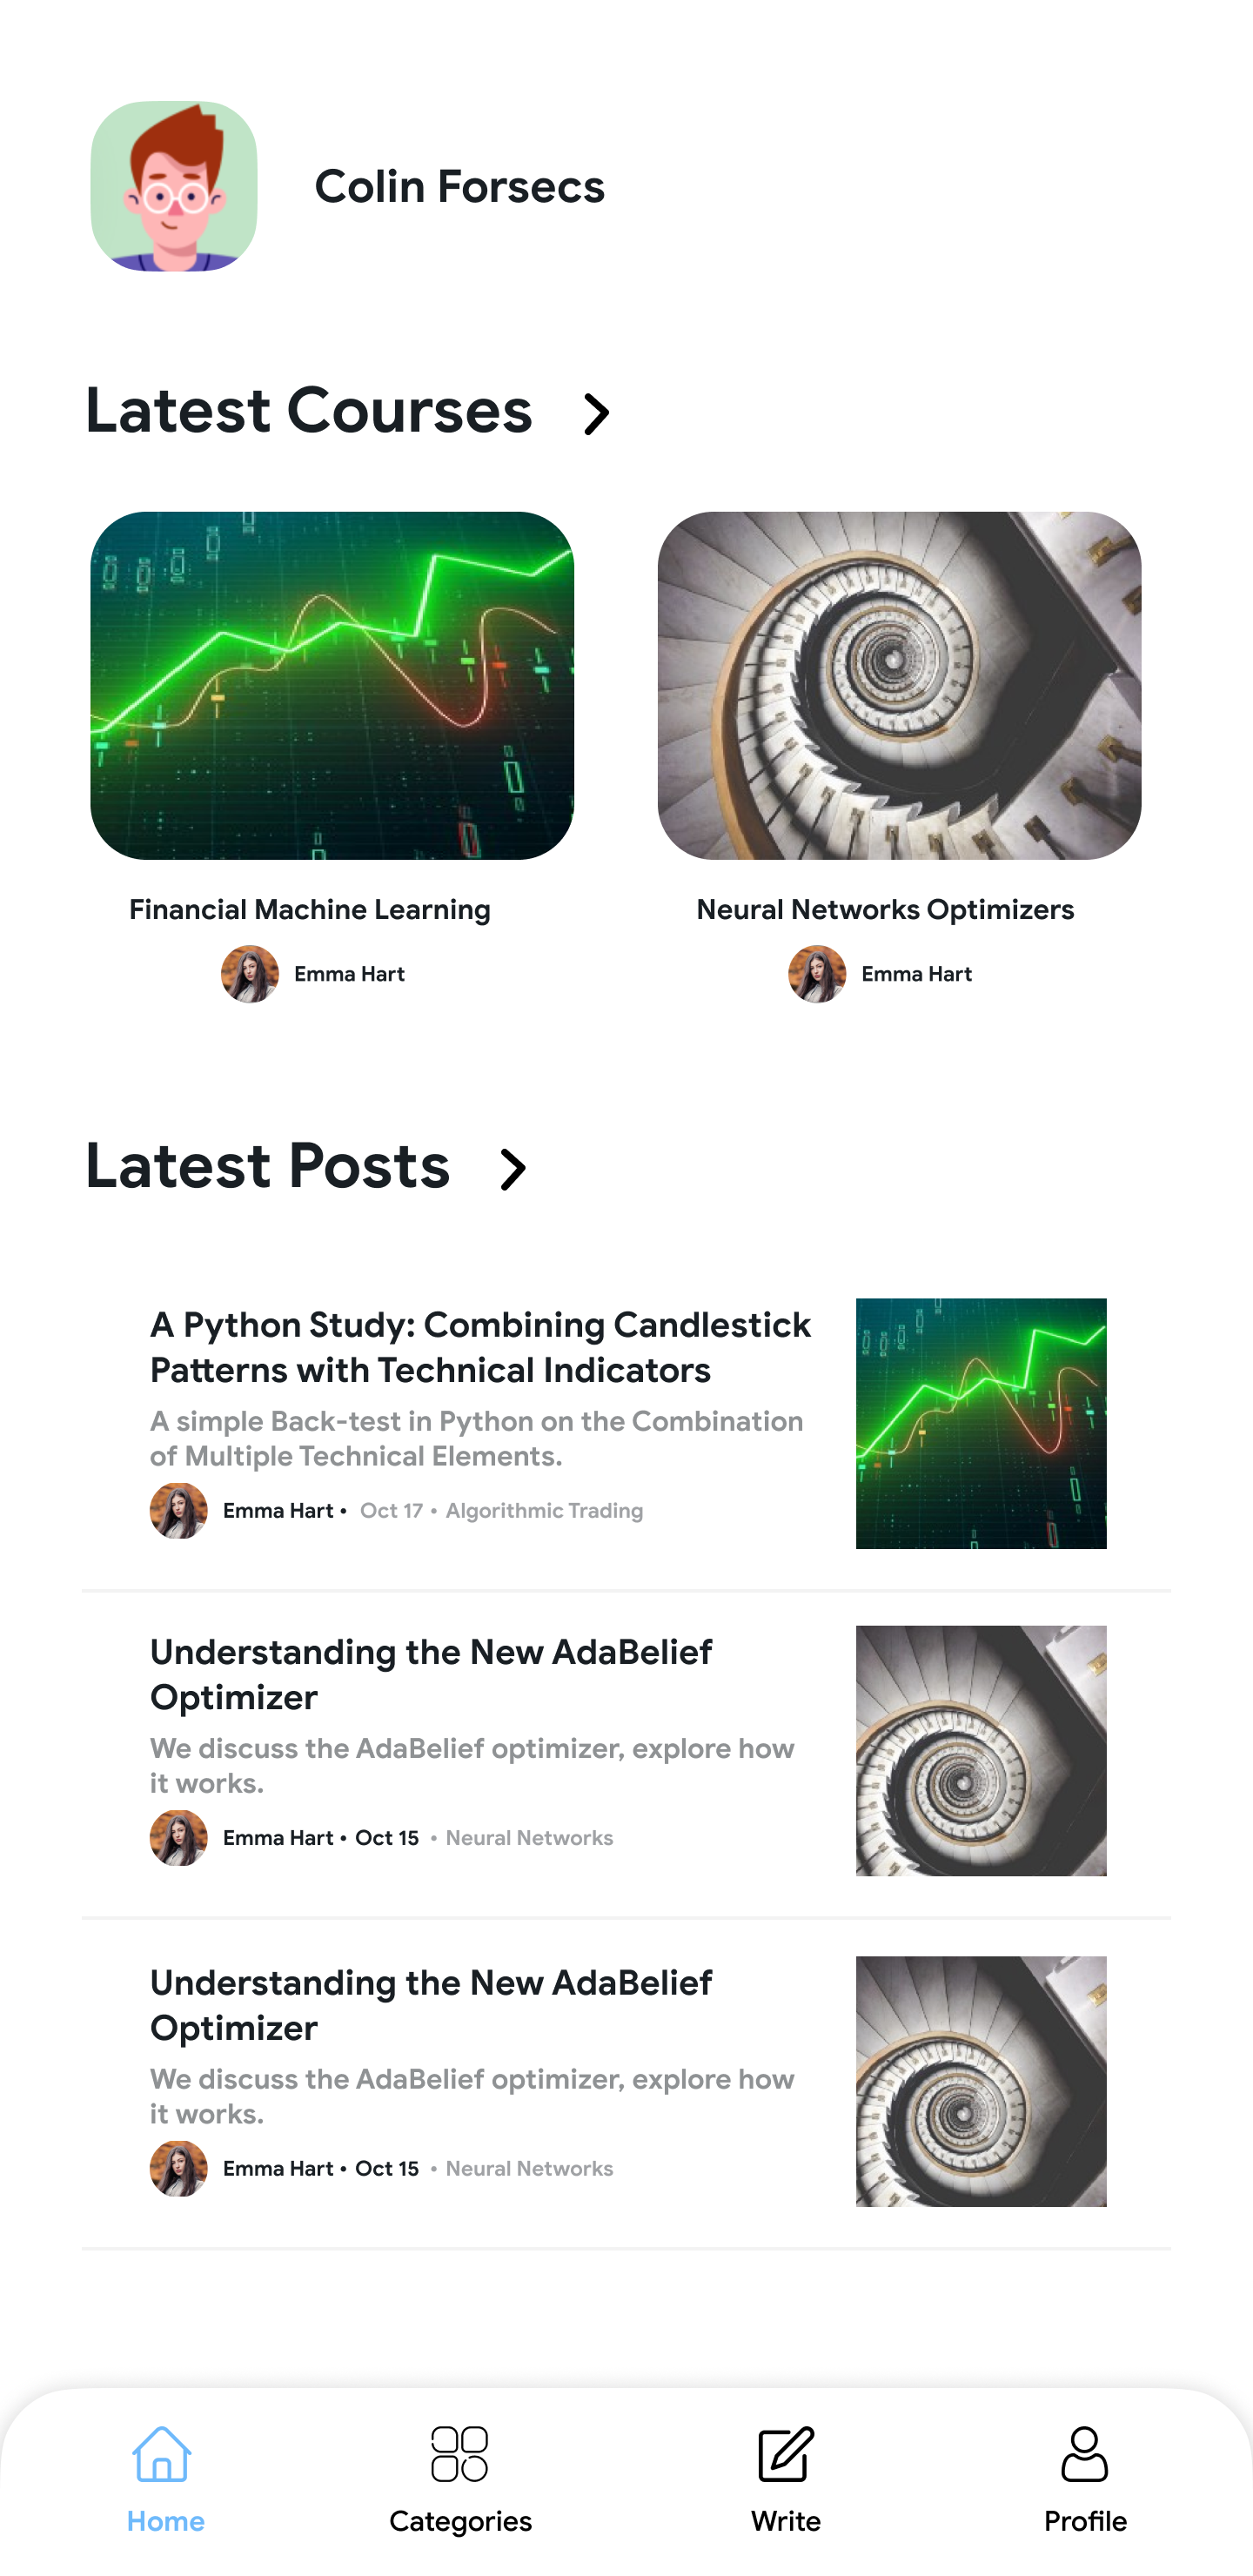 Colin Forsecs
Latest Courses
Financial Machine Learning
Emma Hart
Neural Networks Optimizers
Emma Hart
Latest Posts
A Python Study: Combining Candlestick
Patterns with Technical Indicators
A simple Back-test in Python on the Combination
of Multiple Technical Elements.
Emma Hart • Oct 17 • Algorithmic Trading
Understanding the New AdaBelief
Optimizer
We discuss the AdaBelief optimizer, explore how
it works.
Emma Hart • Oct 15 • Neural Networks
Understanding the New AdaBelief
Optimizer
We discuss the AdaBelief optimizer, explore how
it works.
Emma Hart • Oct 15 • Neural Networks
Home
Categories
Write
Profile